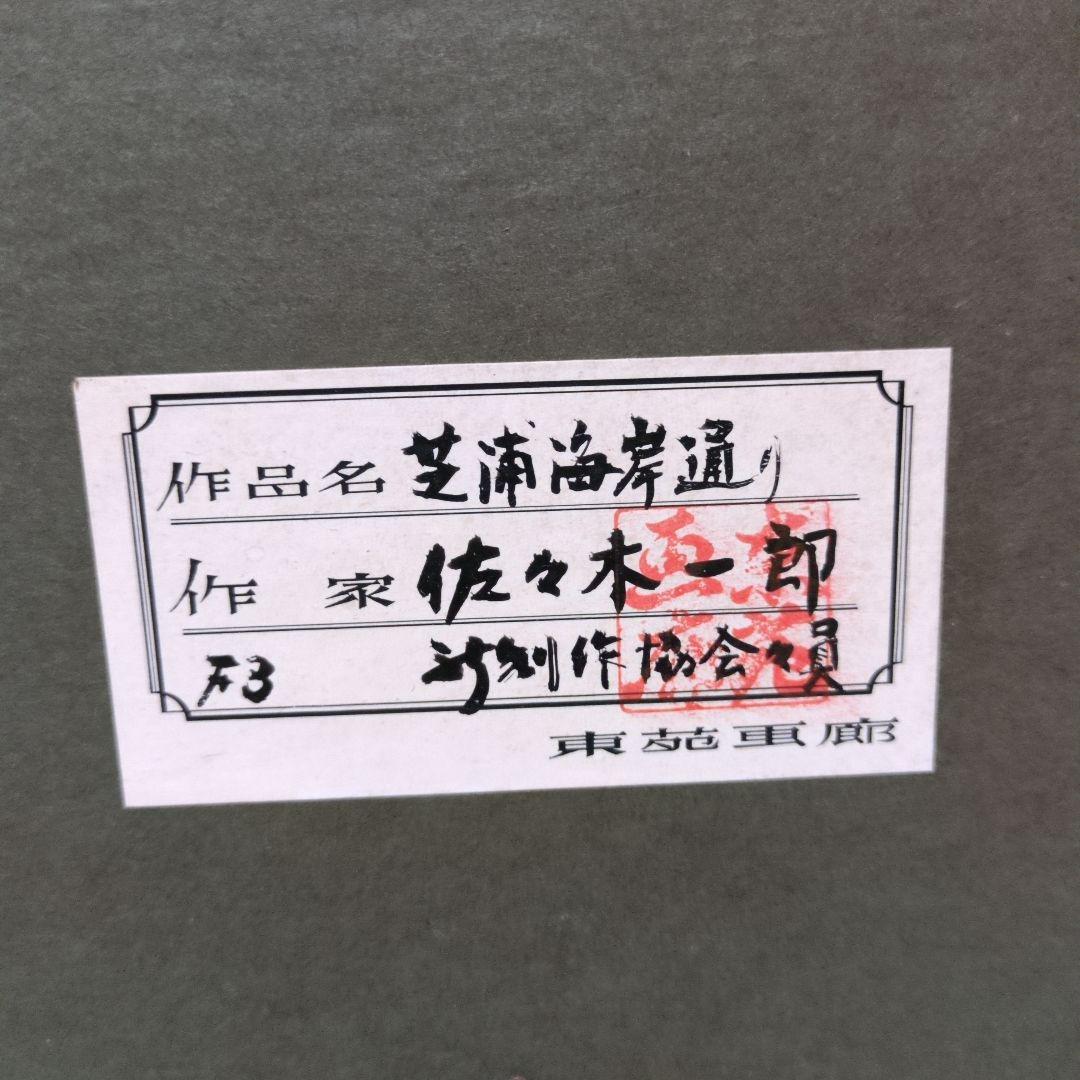 作品名 芝浦海岸通り
作家 佐々木一郎
F3 新制作協会々員
東苑画廊